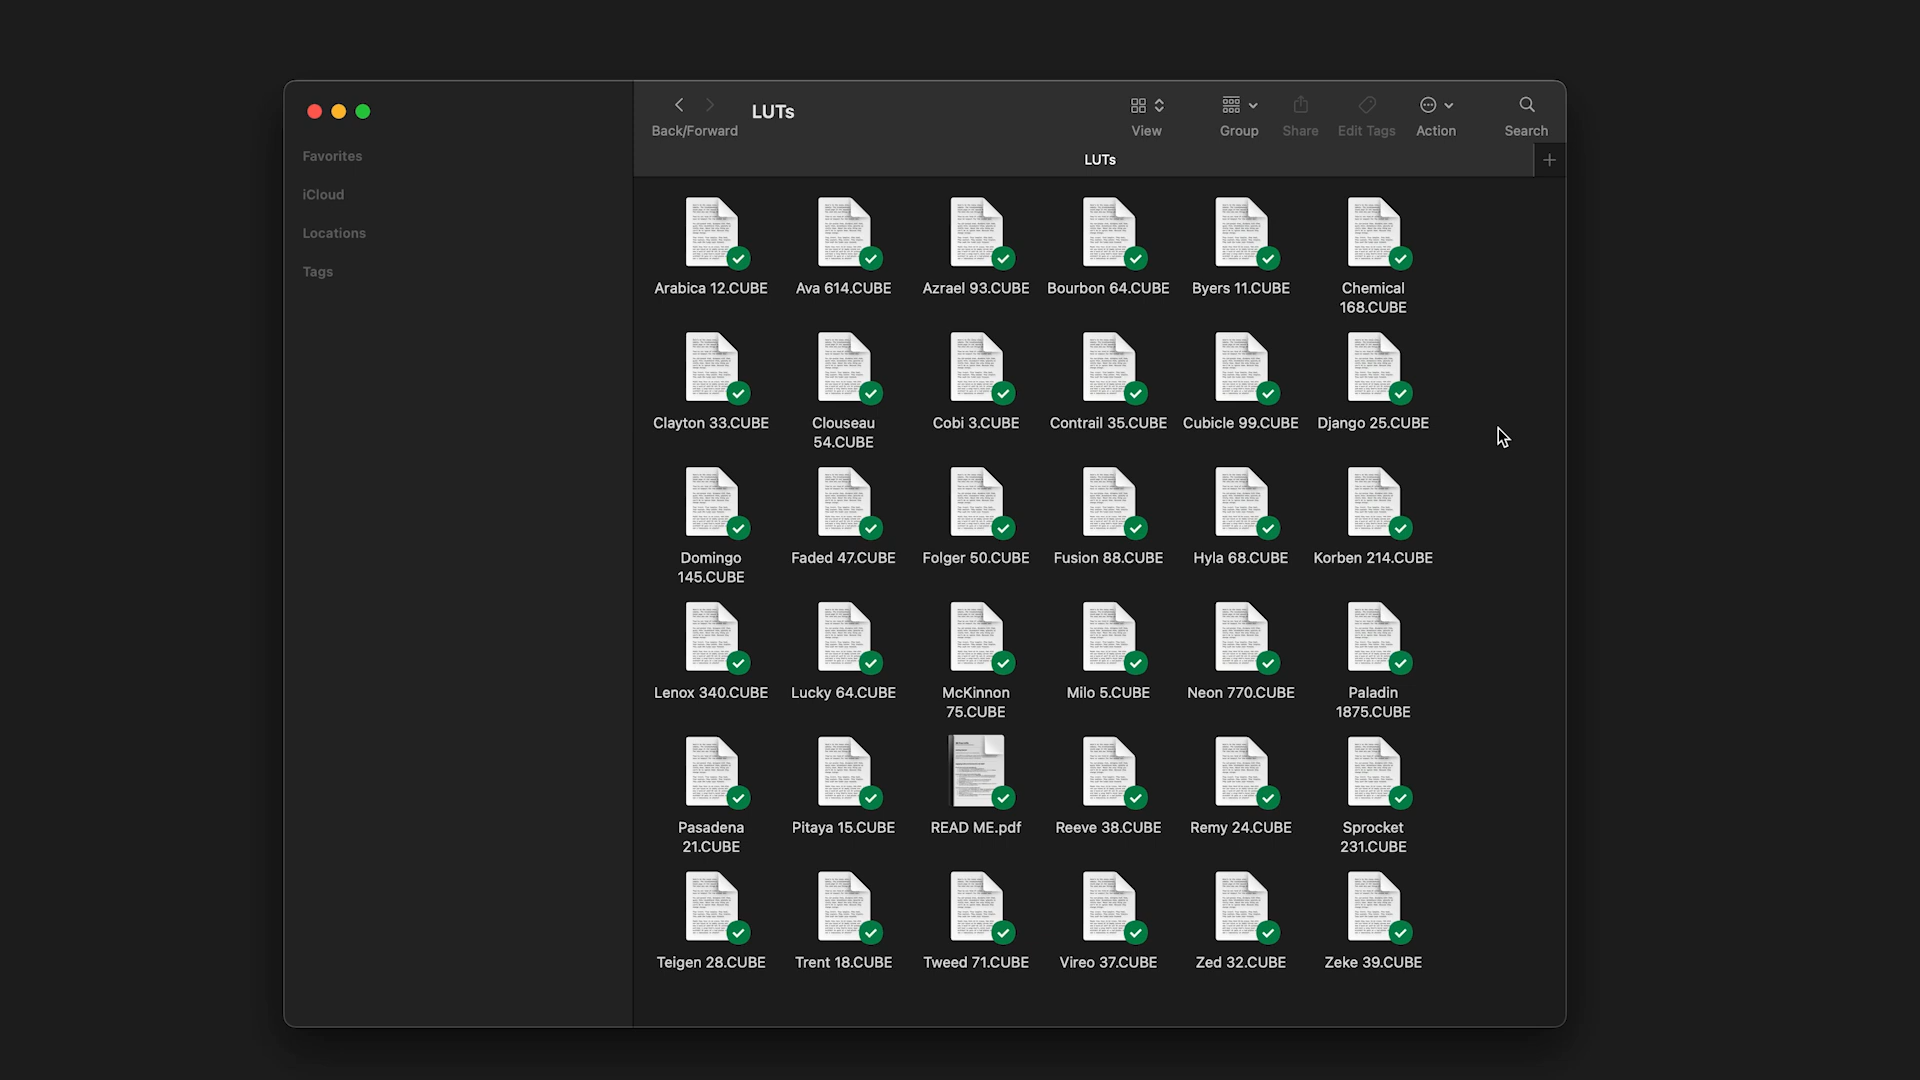 LUTs
Back/Forward
View
Group
Share
Edit Tags
Action
Search
LUTs
Favorites
iCloud
Locations
Tags
Arabica 12.CUBE
Ava 614.CUBE
Azrael 93.CUBE
Bourbon 64.CUBE
Byers 11.CUBE
Chemical
168.CUBE
Clayton 33.CUBE
Clouseau
54.CUBE
Cobi 3.CUBE
Contrail 35.CUBE
Cubicle 99.CUBE
Django 25.CUBE
Domingo
145.CUBE
Faded 47.CUBE
Folger 50.CUBE
Fusion 88.CUBE
Hyla 68.CUBE
Korben 214.CUBE
Lenox 340.CUBE
Lucky 64.CUBE
McKinnon
75.CUBE
Milo 5.CUBE
Neon 770.CUBE
Paladin
1875.CUBE
Pasadena
21.CUBE
Pitaya 15.CUBE
READ ME.pdf
Reeve 38.CUBE
Remy 24.CUBE
Sprocket
231.CUBE
Teigen 28.CUBE
Trent 18.CUBE
Tweed 71.CUBE
Vireo 37.CUBE
Zed 32.CUBE
Zeke 39.CUBE